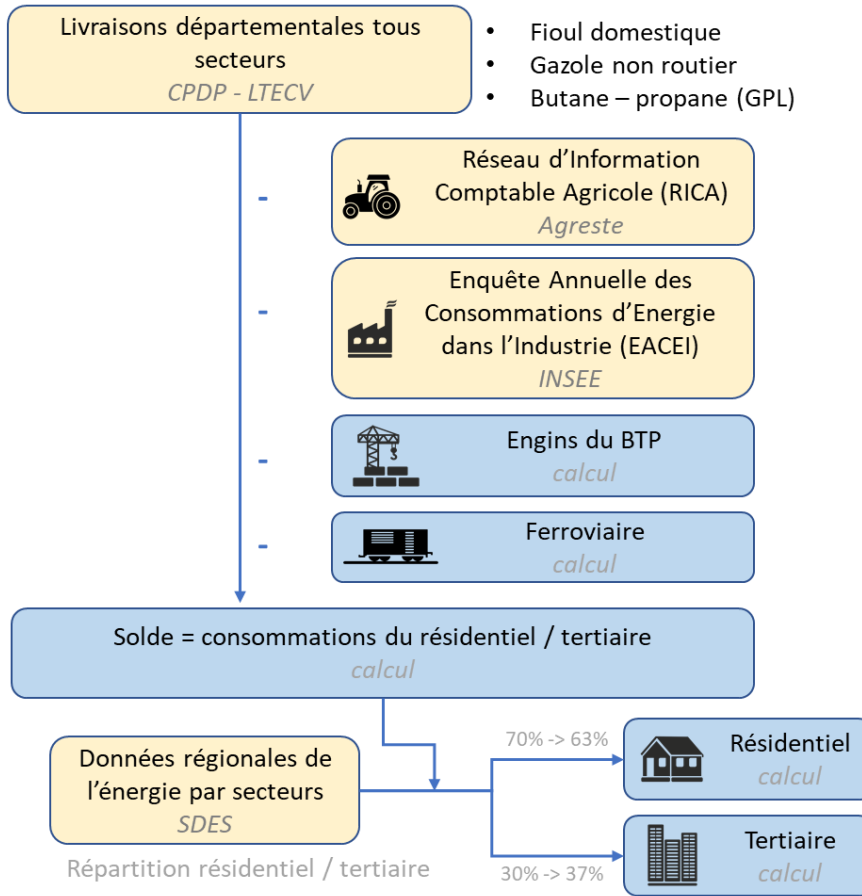 Livraisons départementales tous
secteurs
CPDP - LTECV
• Fioul domestique
• Gazole non routier
• Butane – propane (GPL)
-
Réseau d’Information
Comptable Agricole (RICA)
Agreste
-
Enquête Annuelle des
Consommations d’Energie
dans l’Industrie (EACEI)
INSEE
-
Engins du BTP
calcul
-
Ferroviaire
calcul
Solde = consommations du résidentiel / tertiaire
calcul
Données régionales de
l’énergie par secteurs
SDES
Répartition résidentiel / tertiaire
70% -> 63%
Résidentiel
calcul
30% -> 37%
Tertiaire
calcul